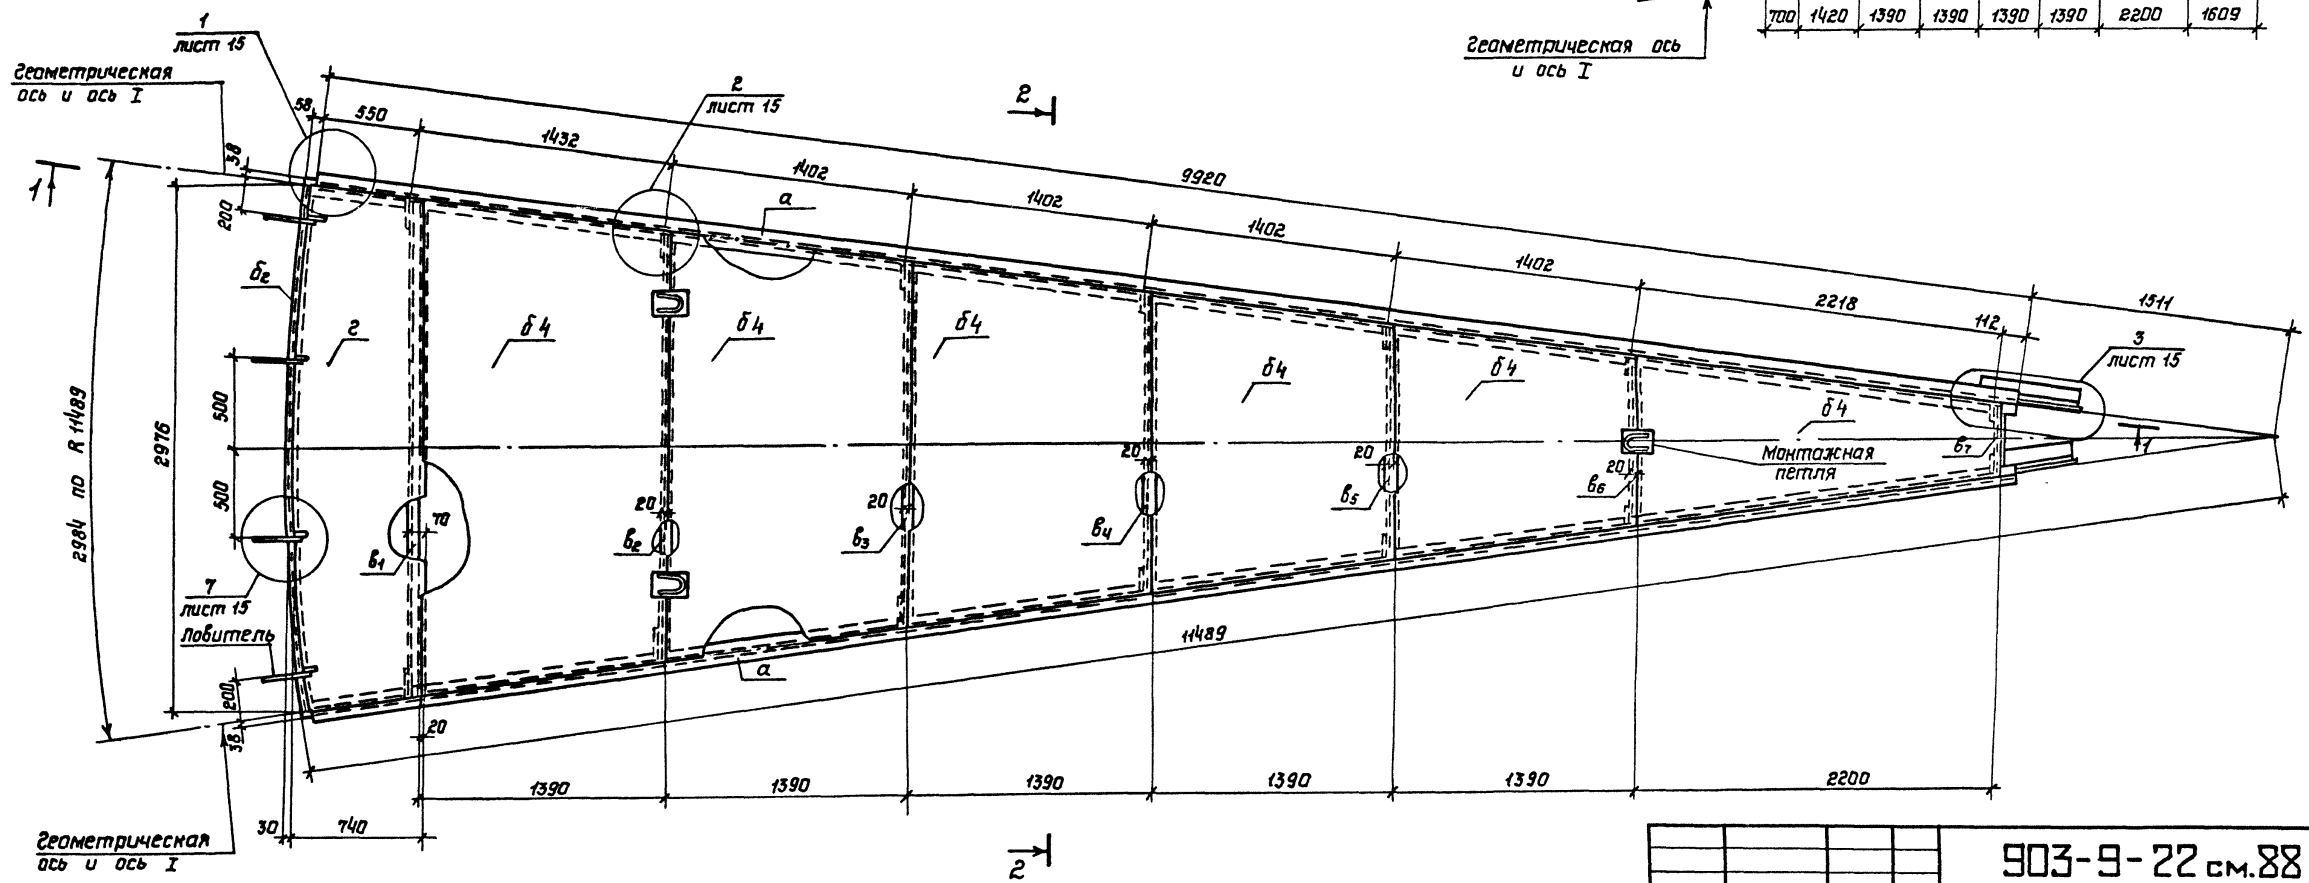 1
лист 15
Геометрическая
ось и ось I
700 1420 1390 1390 1390 1390 2200 1609
Геометрическая ось
и ось I
2
лист 15
2
58
550
1432
1402
1402
1402
1402
9920
2218
112
1511
38
200
1
a
б2
2984 по R 11489
2976
500
500
г
б4
б4
б4
б4
б4
б4
3
лист 15
1
Монтажная
петля
70
20
20
20
20
20
в1
в2
в3
в4
в5
в6
в7
7
лист 15
Ловитель
200
38
a
11489
20
1390 1390 1390 1390 1390 2200
30 740
Геометрическая
ось и ось I
2
903-9-22 см.88